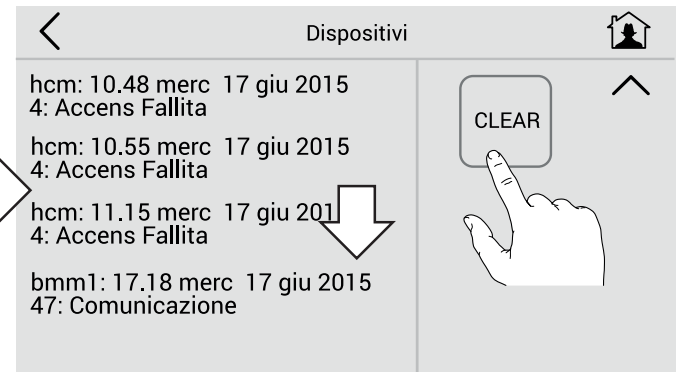 Dispositivi
hcm: 10.48 merc 17 giu 2015
4: Accens Fallita
hcm: 10.55 merc 17 giu 2015
4: Accens Fallita
hcm: 11.15 merc 17 giu 201
4: Accens Fallita
bmm1: 17.18 merc 17 giu 2015
47: Comunicazione
CLEAR